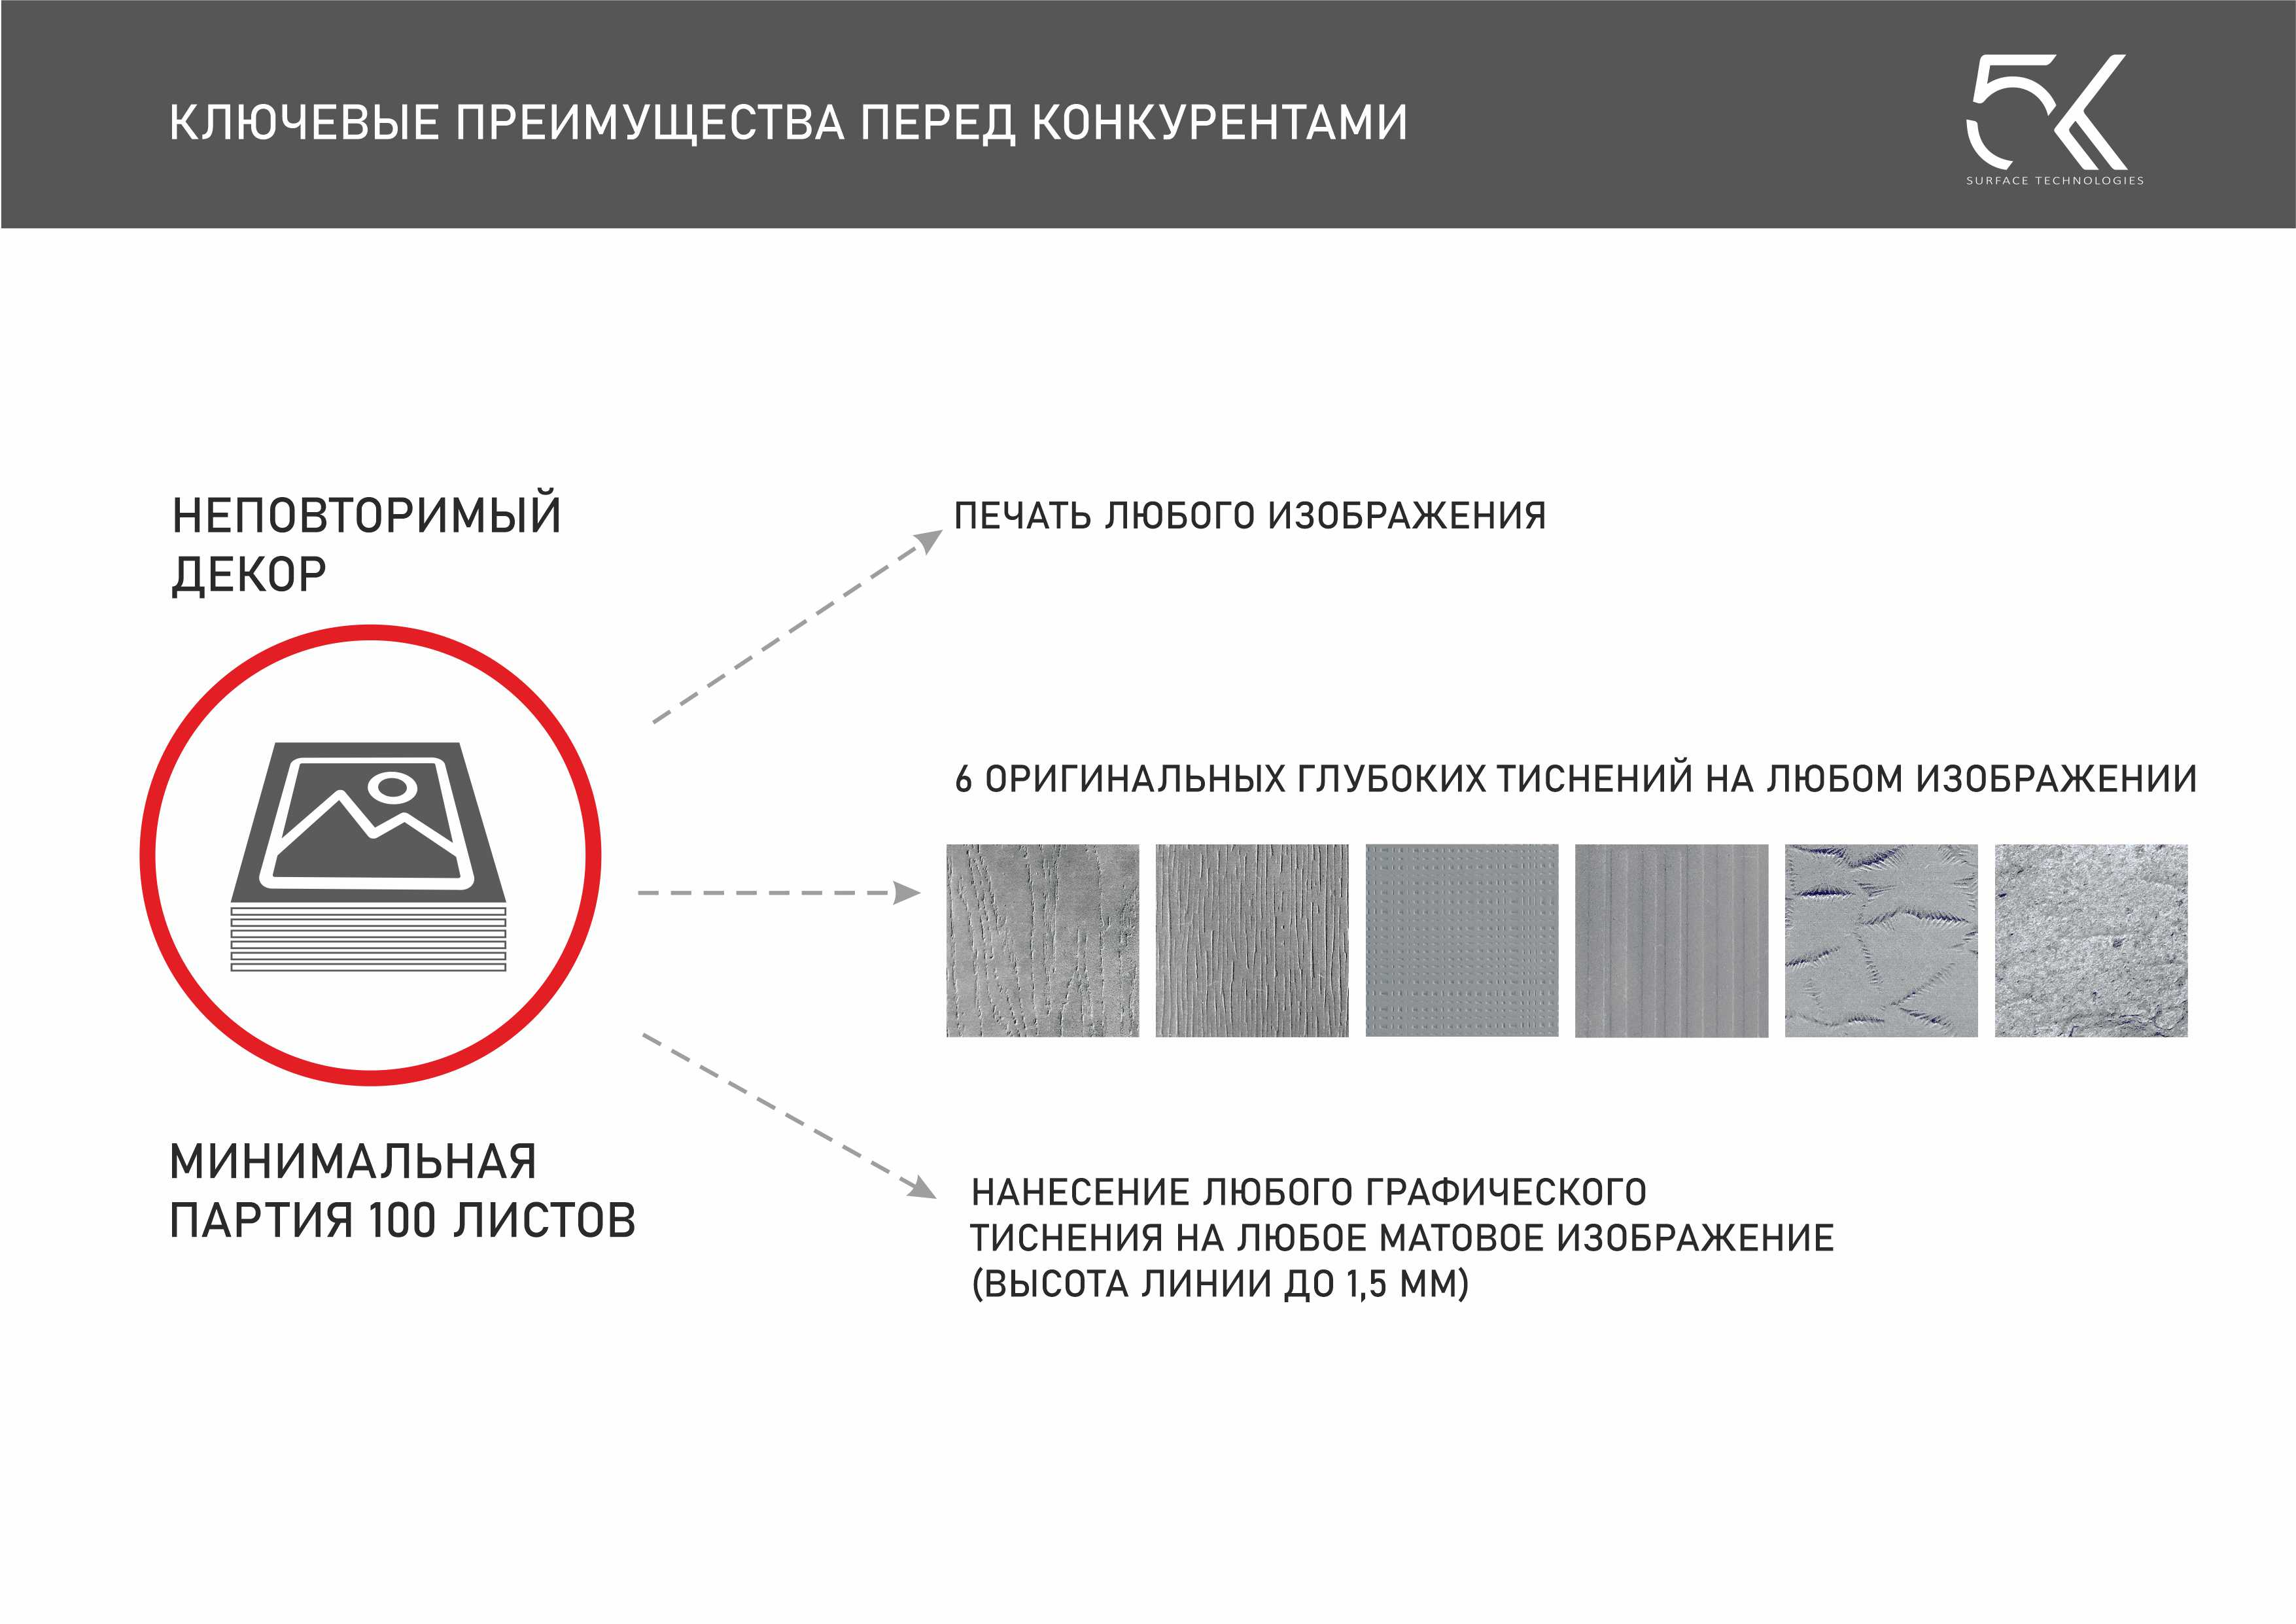 КЛЮЧЕВЫЕ ПРЕИМУЩЕСТВА ПЕРЕД КОНКУРЕНТАМИ
5K
SURFACE TECHNOLOGIES
НЕПОВТОРИМЫЙ
ДЕКОР
МИНИМАЛЬНАЯ
ПАРТИЯ 100 ЛИСТОВ
ПЕЧАТЬ ЛЮБОГО ИЗОБРАЖЕНИЯ
6 ОРИГИНАЛЬНЫХ ГЛУБОКИХ ТИСНЕНИЙ НА ЛЮБОМ ИЗОБРАЖЕНИИ
НАНЕСЕНИЕ ЛЮБОГО ГРАФИЧЕСКОГО
ТИСНЕНИЯ НА ЛЮБОЕ МАТОВОЕ ИЗОБРАЖЕНИЕ
(ВЫСОТА ЛИНИИ ДО 1,5 ММ)